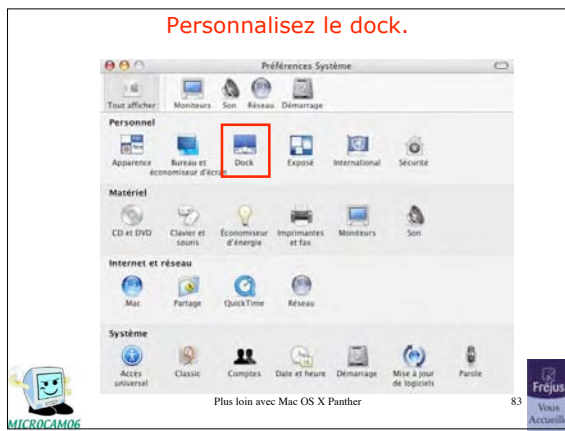 Personnalisez le dock.
Préférences Système
Tout afficher Moniteurs Son Réseau Démarrage
Personnel
Apparence Bureau et économiseur d'écran Dock Exposé International Sécurité
Matériel
CD et DVD Clavier et souris Économiseur d'énergie Imprimantes et fax Moniteurs Son
Internet et réseau
.Mac Partage QuickTime Réseau
Système
Accès universel Classic Comptes Date et heure Démarrage Mise à jour de logiciels Parole
Plus loin avec Mac OS X Panther 83
MICROCAM06
Fréjus
Vous
Accueille